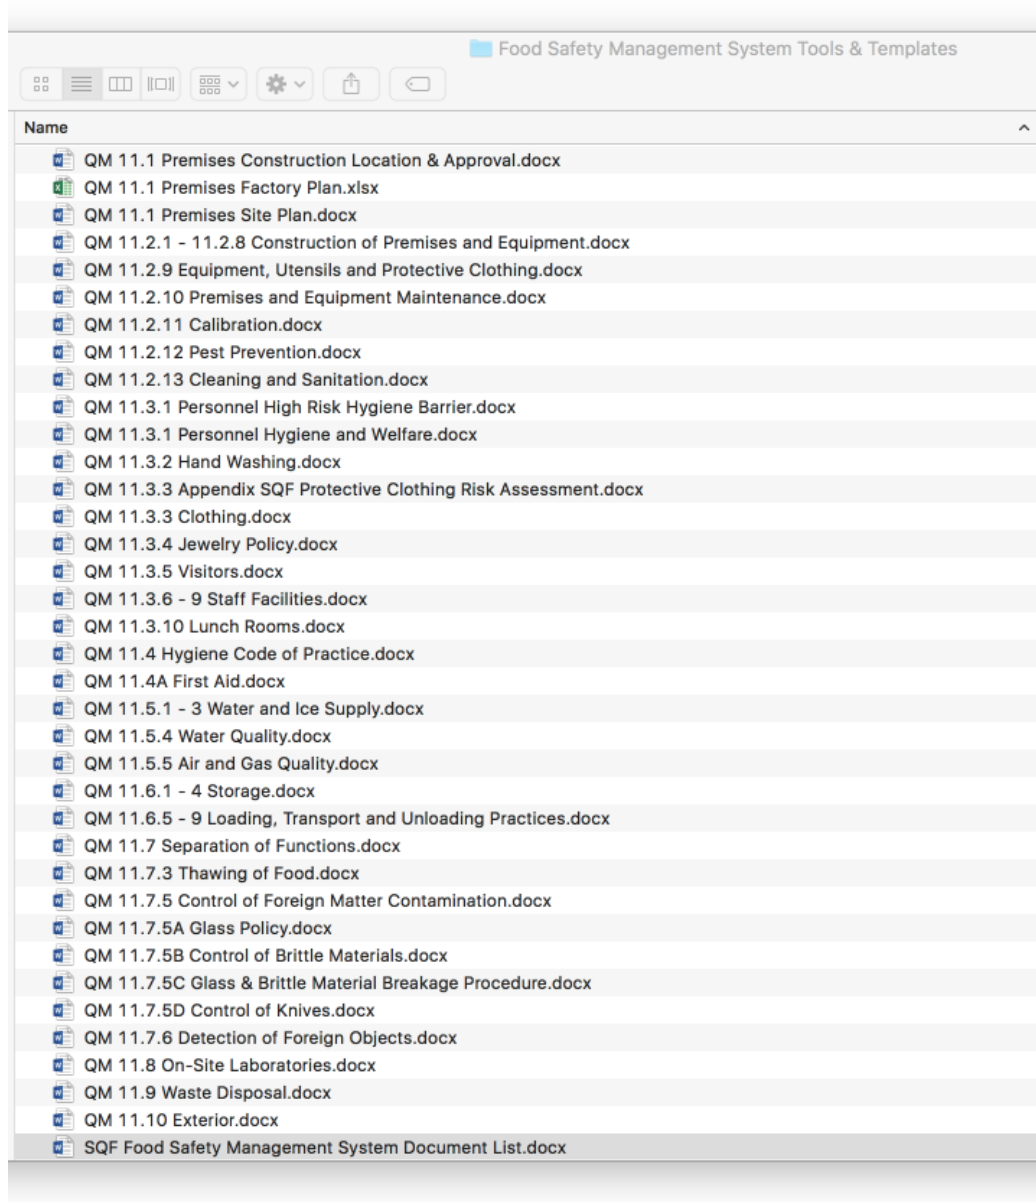 Food Safety Management System Tools & Templates
Name
QM 11.1 Premises Construction Location & Approval.docx
QM 11.1 Premises Factory Plan.xlsx
QM 11.1 Premises Site Plan.docx
QM 11.2.1 - 11.2.8 Construction of Premises and Equipment.docx
QM 11.2.9 Equipment, Utensils and Protective Clothing.docx
QM 11.2.10 Premises and Equipment Maintenance.docx
QM 11.2.11 Calibration.docx
QM 11.2.12 Pest Prevention.docx
QM 11.2.13 Cleaning and Sanitation.docx
QM 11.3.1 Personnel High Risk Hygiene Barrier.docx
QM 11.3.1 Personnel Hygiene and Welfare.docx
QM 11.3.2 Hand Washing.docx
QM 11.3.3 Appendix SQF Protective Clothing Risk Assessment.docx
QM 11.3.3 Clothing.docx
QM 11.3.4 Jewelry Policy.docx
QM 11.3.5 Visitors.docx
QM 11.3.6 - 9 Staff Facilities.docx
QM 11.3.10 Lunch Rooms.docx
QM 11.4 Hygiene Code of Practice.docx
QM 11.4A First Aid.docx
QM 11.5.1 - 3 Water and Ice Supply.docx
QM 11.5.4 Water Quality.docx
QM 11.5.5 Air and Gas Quality.docx
QM 11.6.1 - 4 Storage.docx
QM 11.6.5 - 9 Loading, Transport and Unloading Practices.docx
QM 11.7 Separation of Functions.docx
QM 11.7.3 Thawing of Food.docx
QM 11.7.5 Control of Foreign Matter Contamination.docx
QM 11.7.5A Glass Policy.docx
QM 11.7.5B Control of Brittle Materials.docx
QM 11.7.5C Glass & Brittle Material Breakage Procedure.docx
QM 11.7.5D Control of Knives.docx
QM 11.7.6 Detection of Foreign Objects.docx
QM 11.8 On-Site Laboratories.docx
QM 11.9 Waste Disposal.docx
QM 11.10 Exterior.docx
SQF Food Safety Management System Document List.docx